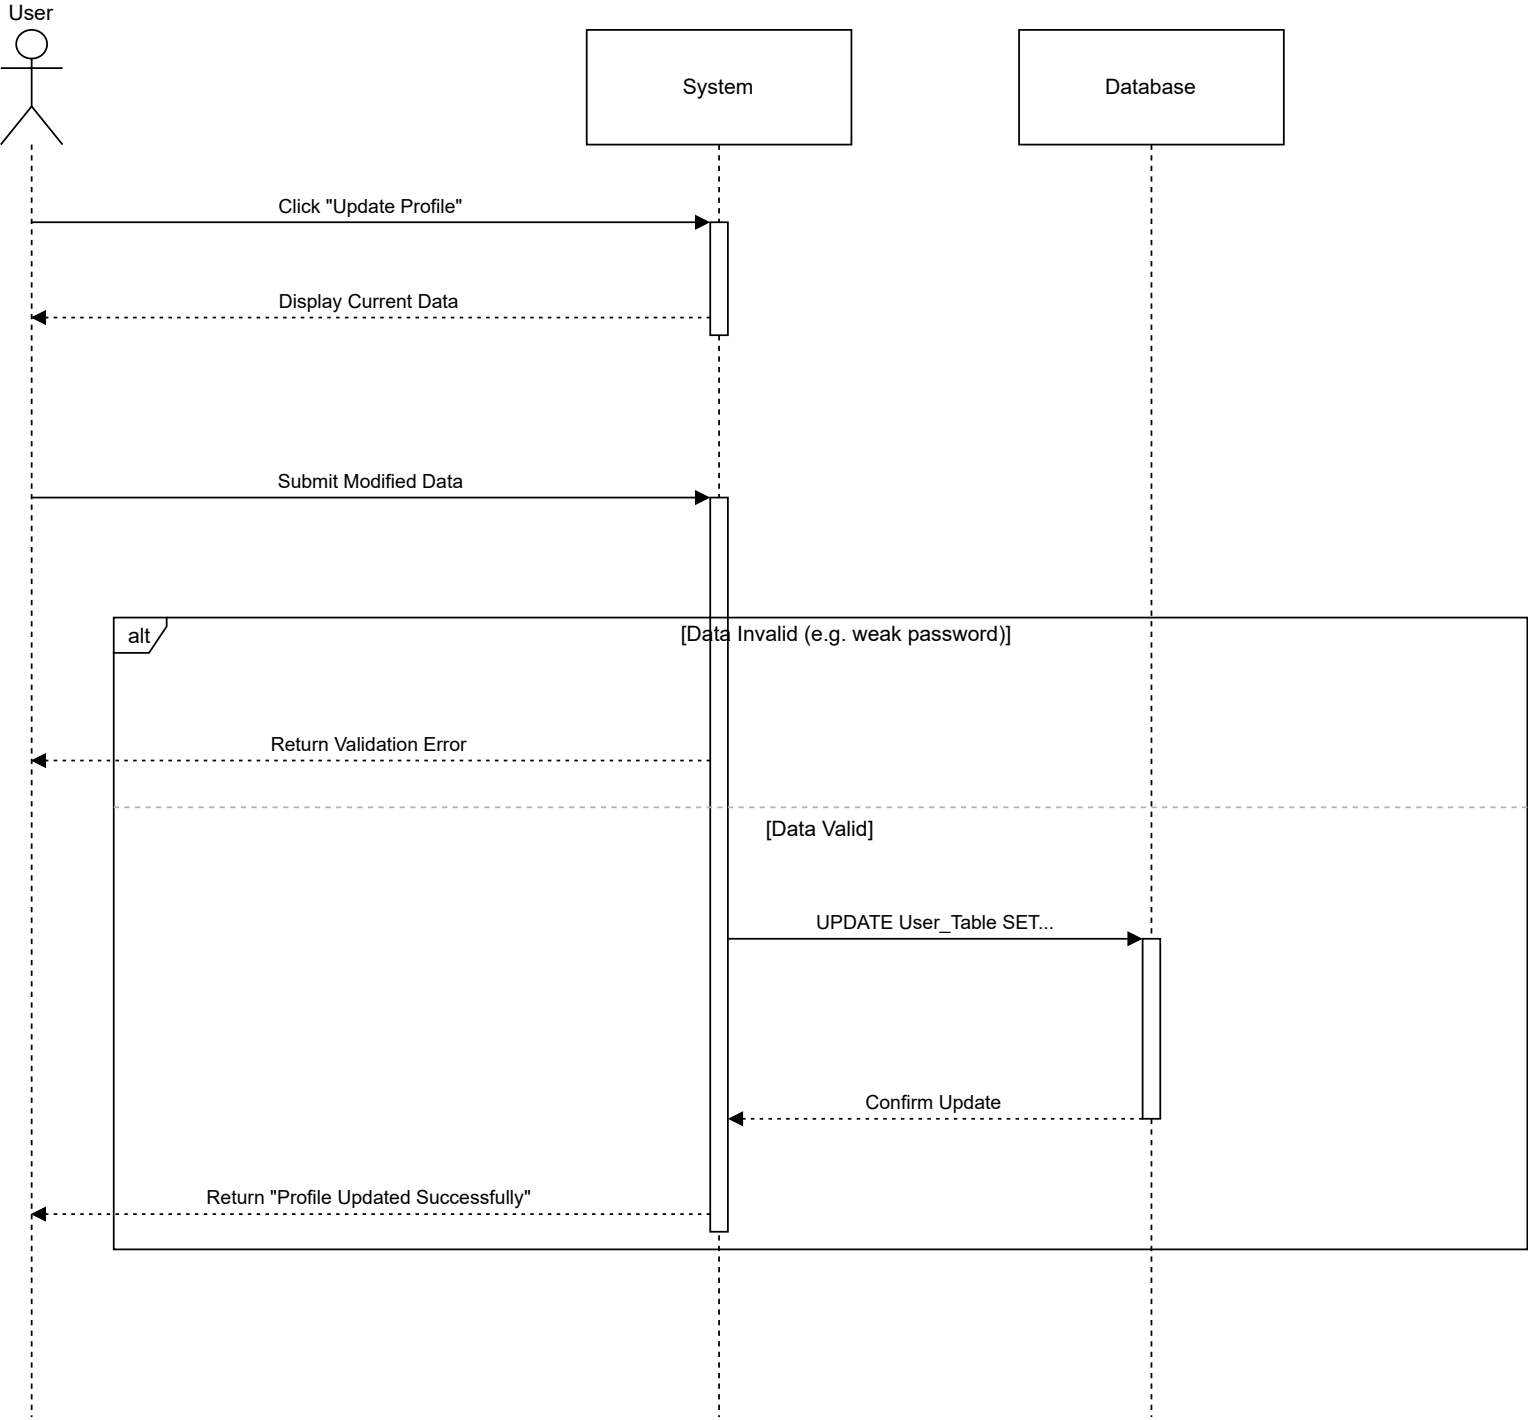 User
System
Database
Click "Update Profile"
Display Current Data
Submit Modified Data
alt
[Data Invalid (e.g. weak password)]
Return Validation Error
[Data Valid]
UPDATE User_Table SET...
Confirm Update
Return "Profile Updated Successfully"